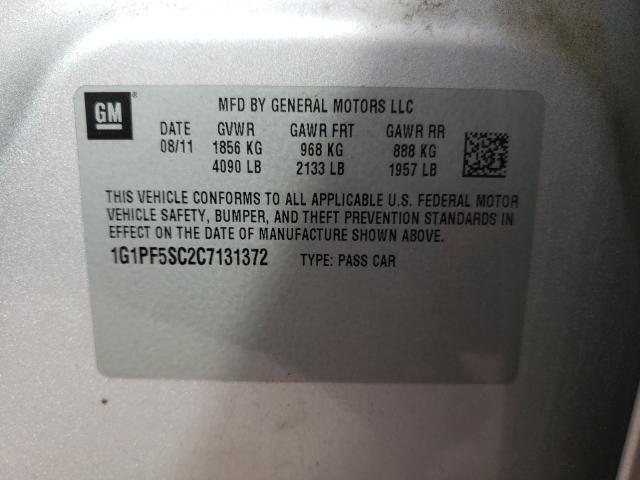 GM®
MFD BY GENERAL MOTORS LLC
DATE GVWR GAWR FRT GAWR RR
08/11 1856 KG 968 KG 888 KG
4090 LB 2133 LB 1957 LB
THIS VEHICLE CONFORMS TO ALL APPLICABLE U.S. FEDERAL MOTOR
VEHICLE SAFETY, BUMPER, AND THEFT PREVENTION STANDARDS IN
EFFECT ON THE DATE OF MANUFACTURE SHOWN ABOVE.
1G1PF5SC2C7131372 TYPE: PASS CAR